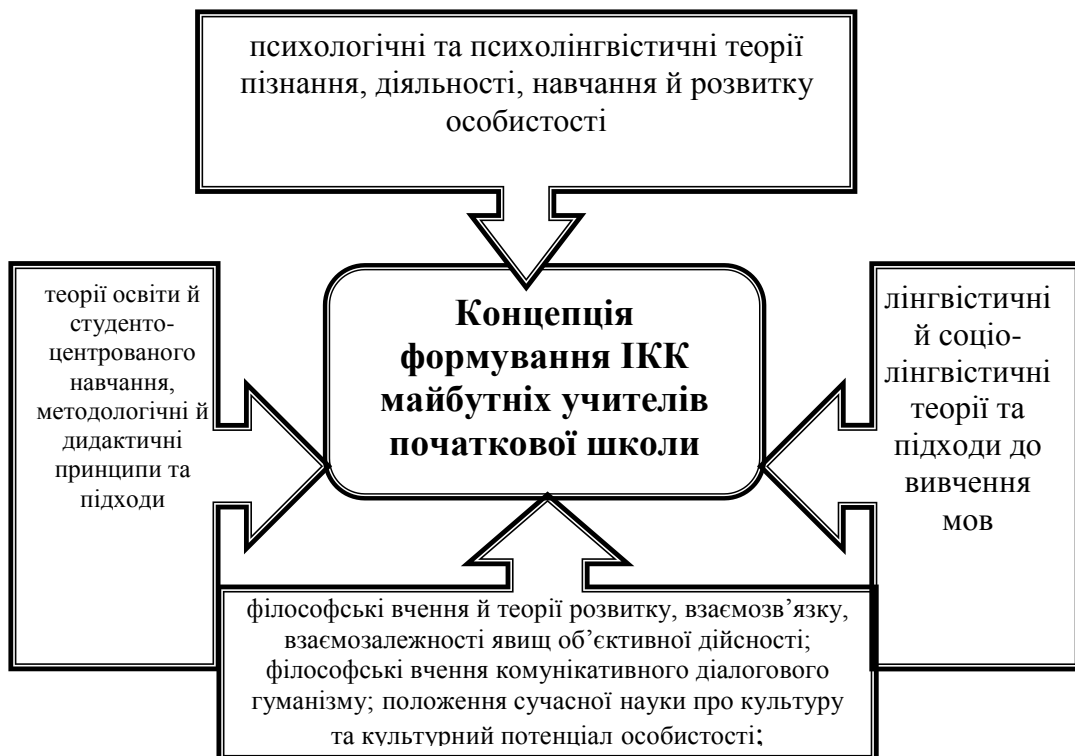 психологічні та психолінгвістичні теорії
пізнання, діяльності, навчання й розвитку
особистості
теорії освіти й
студенто-
центрованого
навчання,
методологічні й
дидактичні
принципи та
підходи
Концепція
формування ІКК
майбутніх учителів
початкової школи
лінгвістичні
й соціо-
лінгвістичні
теорії та
підходи до
вивчення
мов
філософські вчення й теорії розвитку, взаємозв’язку,
взаємозалежності явищ об’єктивної дійсності;
філософські вчення комунікативного діалогового
гуманізму; положення сучасної науки про культуру
та культурний потенціал особистості;